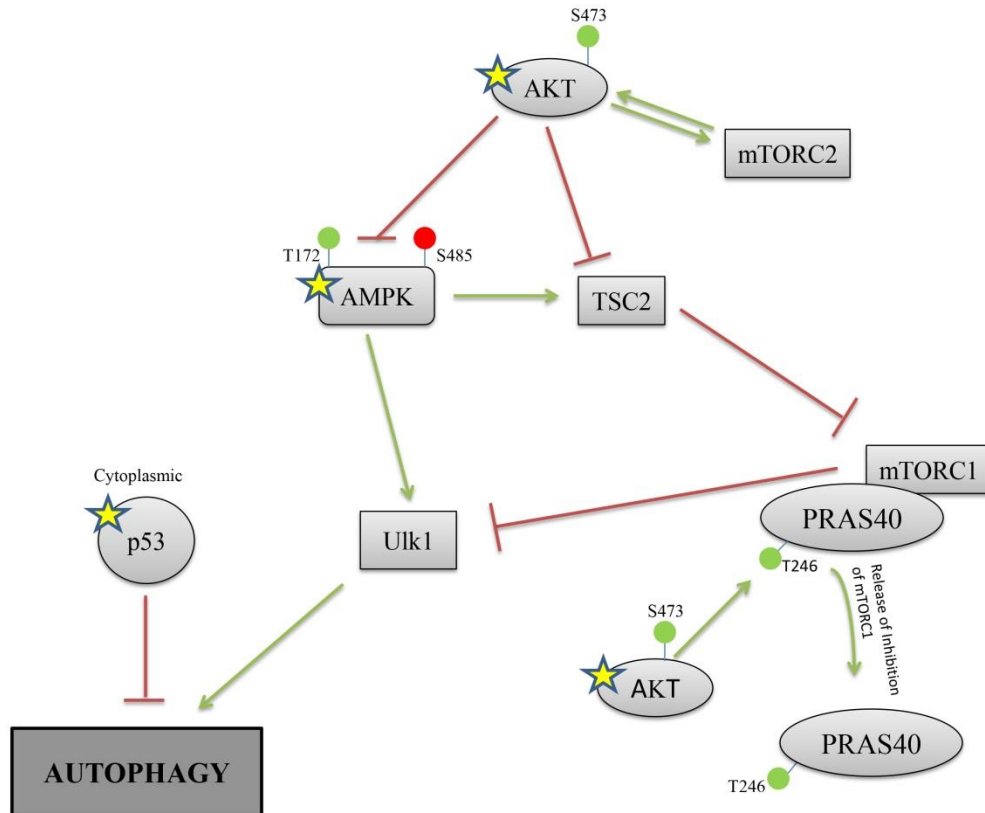 S473
AKT
mTORC2
T172
S485
AMPK
TSC2
mTORC1
Cytoplasmic
p53
Ulk1
PRAS40
T246
Release of Inhibition
of mTORC1
S473
AKT
AUTOPHAGY
PRAS40
T246